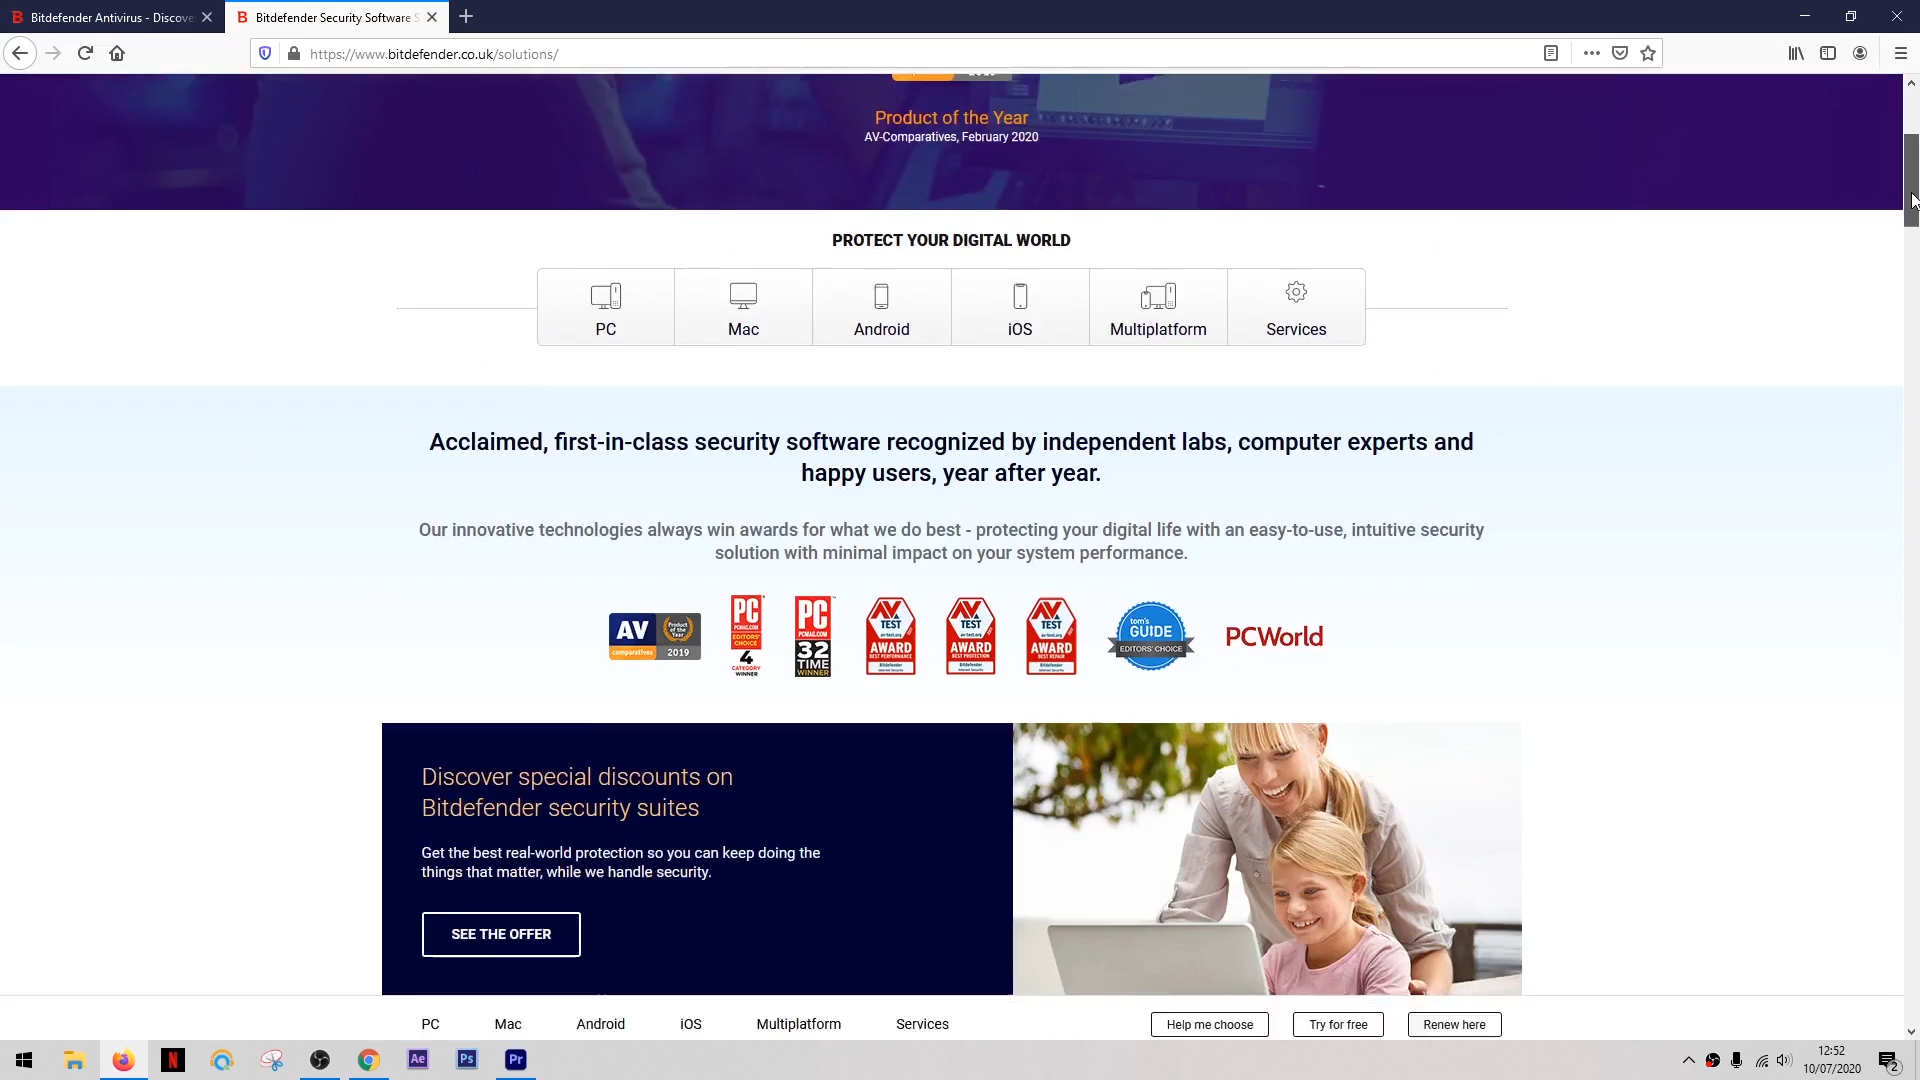 Bitdefender Antivirus - Discove
Bitdefender Security Software S
https://www.bitdefender.co.uk/solutions/
Product of the Year
AV-Comparatives, February 2020
PROTECT YOUR DIGITAL WORLD
PC
Mac
Android
iOS
Multiplatform
Services
Acclaimed, first-in-class security software recognized by independent labs, computer experts and
happy users, year after year.
Our innovative technologies always win awards for what we do best - protecting your digital life with an easy-to-use, intuitive security
solution with minimal impact on your system performance.
AV
Product of the Year
comparatives 2019
PC
PCMAG.COM
EDITORS' CHOICE
4
CATEGORY
WINNER
PC
PCMAG.COM
32
TIME
WINNER
AV
TEST
av-test.org
AWARD
BEST PERFORMANCE
Bitdefender
Internet Security
AV
TEST
av-test.org
AWARD
BEST PROTECTION
Bitdefender
Internet Security
AV
TEST
av-test.org
AWARD
BEST REPAIR
Bitdefender
Internet Security
tom's
GUIDE
EDITORS' CHOICE
PCWorld
Discover special discounts on
Bitdefender security suites
Get the best real-world protection so you can keep doing the
things that matter, while we handle security.
SEE THE OFFER
PC
Mac
Android
iOS
Multiplatform
Services
Help me choose
Try for free
Renew here
N
Ae
Ps
Pr
12:52
10/07/2020
2